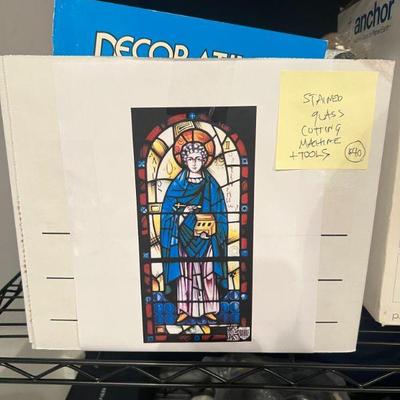 DECORATI
anchor
STAINED
GLASS
CUTTING
MACHINE
+TOOLS $40